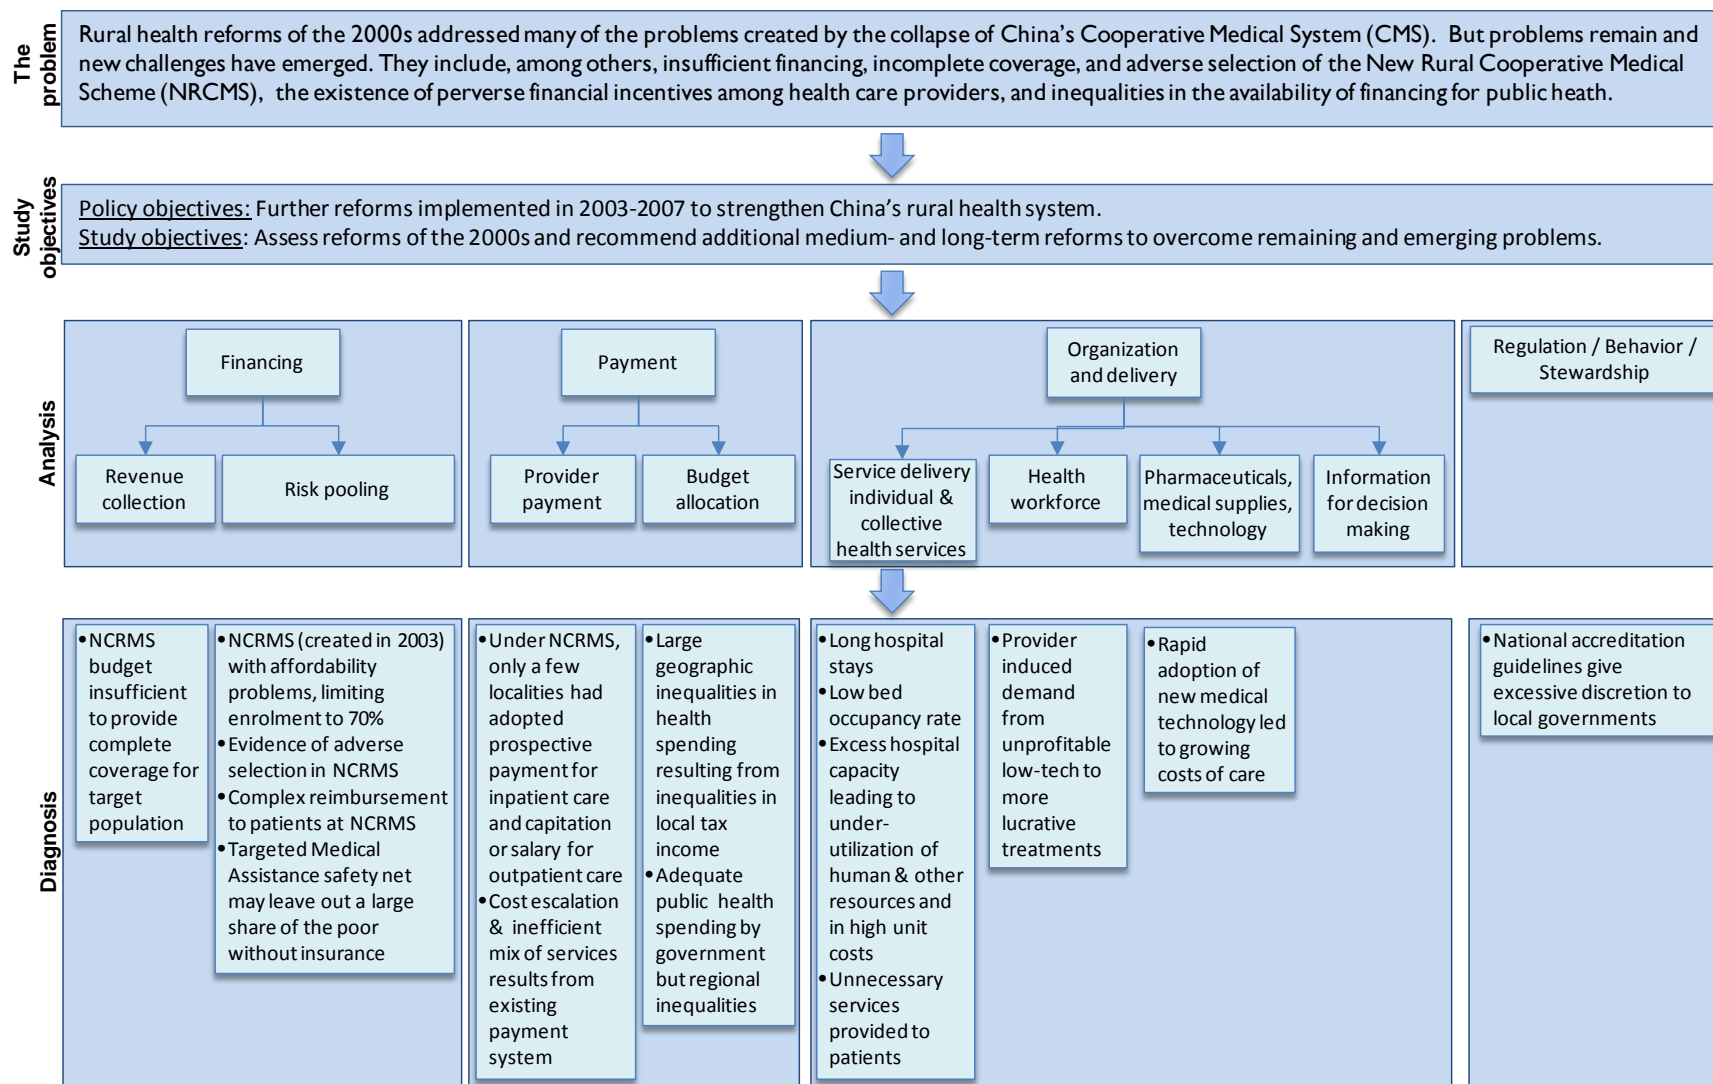 The
problem
Rural health reforms of the 2000s addressed many of the problems created by the collapse of China's Cooperative Medical System (CMS). But problems remain and
new challenges have emerged. They include, among others, insufficient financing, incomplete coverage, and adverse selection of the New Rural Cooperative Medical
Scheme (NRCMS), the existence of perverse financial incentives among health care providers, and inequalities in the availability of financing for public heath.
Study
objectives
Policy objectives: Further reforms implemented in 2003-2007 to strengthen China's rural health system.
Study objectives: Assess reforms of the 2000s and recommend additional medium- and long-term reforms to overcome remaining and emerging problems.
Analysis
Financing
Revenue
collection
Risk pooling
Payment
Provider
payment
Budget
allocation
Organization
and delivery
Service delivery
individual &
collective
health services
Health
workforce
Pharmaceuticals,
medical supplies,
technology
Information
for decision
making
Regulation / Behavior /
Stewardship
Diagnosis
•NCRMS
budget
insufficient
to provide
complete
coverage for
target
population
•NCRMS (created in 2003)
with affordability
problems, limiting
enrolment to 70%
•Evidence of adverse
selection in NCRMS
•Complex reimbursement
to patients at NCRMS
•Targeted Medical
Assistance safety net
may leave out a large
share of the poor
without insurance
•Under NCRMS,
only a few
localities had
adopted
prospective
payment for
inpatient care
and capitation
or salary for
outpatient care
•Cost escalation
& inefficient
mix of services
results from
existing
payment
system
•Large
geographic
inequalities in
health
spending
resulting from
inequalities in
local tax
income
•Adequate
public health
spending by
government
but regional
inequalities
•Long hospital
stays
•Low bed
occupancy rate
•Excess hospital
capacity
leading to
under-
utilization of
human & other
resources and
in high unit
costs
•Unnecessary
services
provided to
patients
•Provider
induced
demand
from
unprofitable
low-tech to
more
lucrative
treatments
•Rapid
adoption of
new medical
technology led
to growing
costs of care
•National accreditation
guidelines give
excessive discretion to
local governments